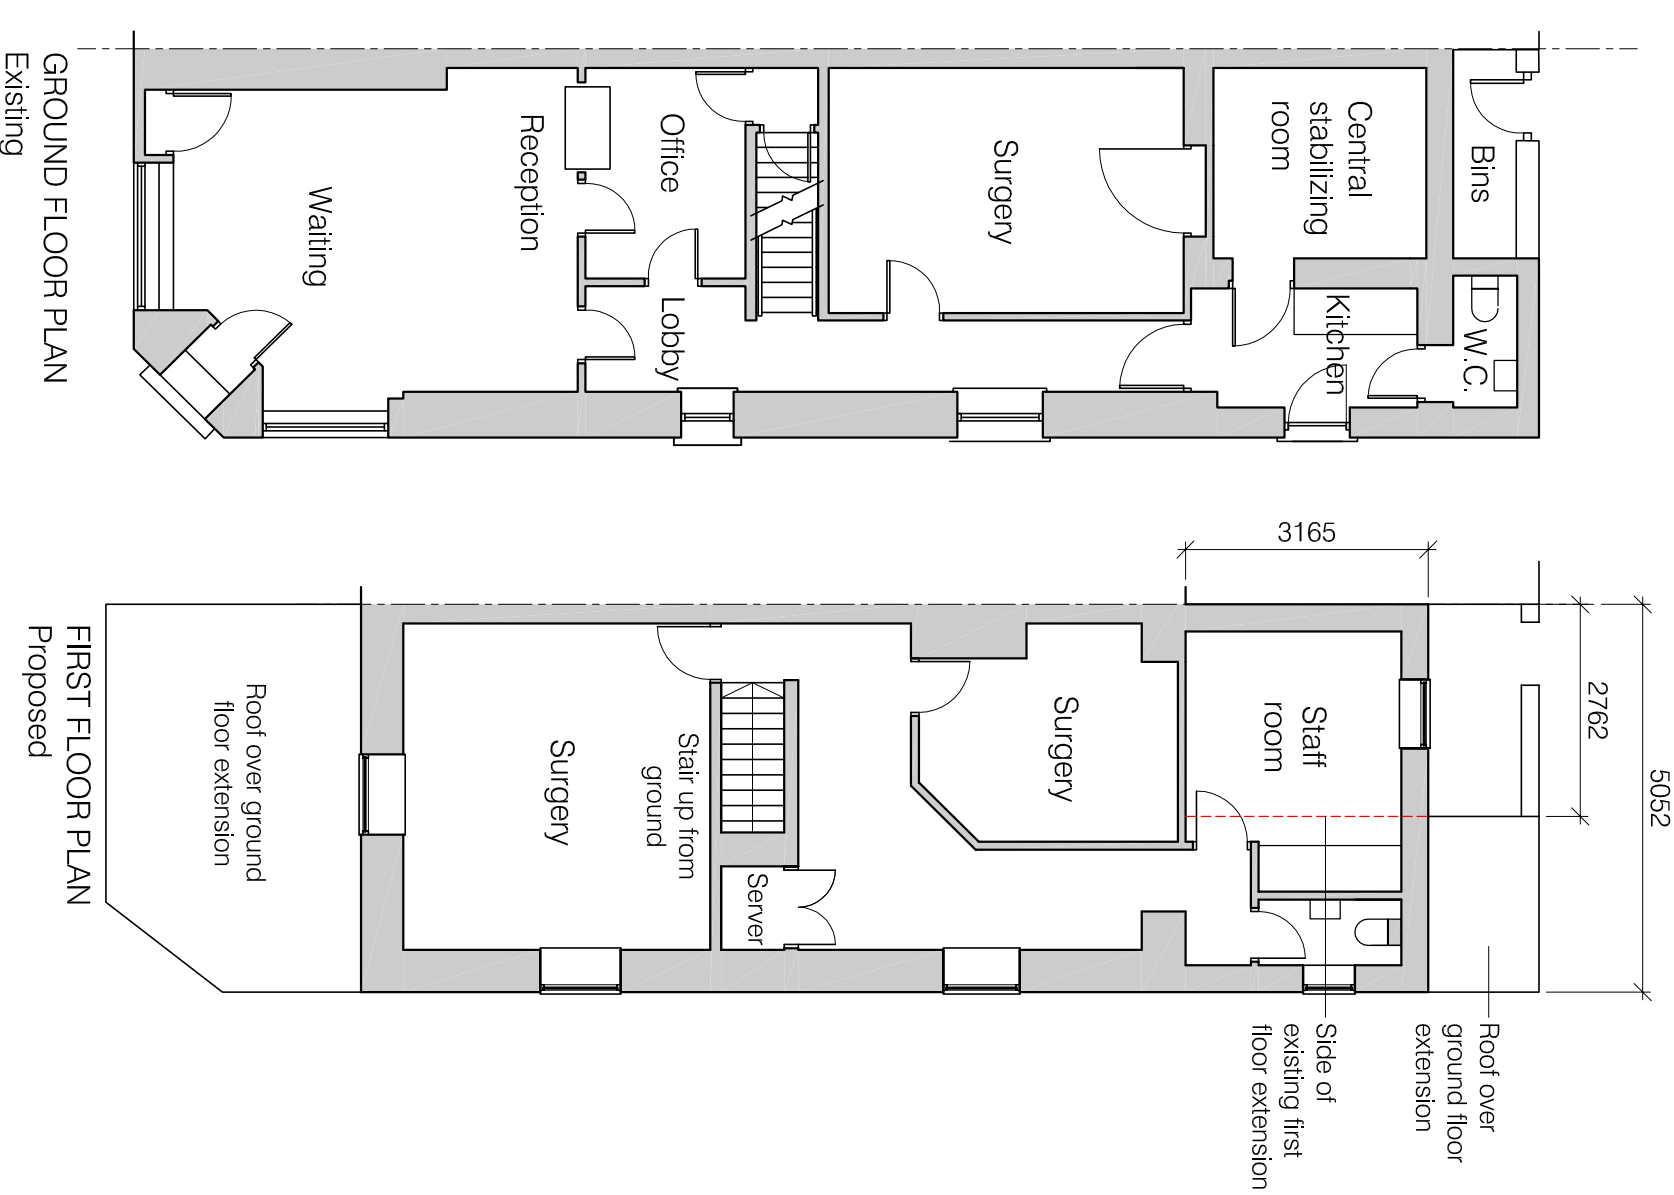 Bins
W.C.
Central
stabilizing
room
Kitchen
Surgery
Office
Lobby
Reception
Waiting
GROUND FLOOR PLAN
Existing
5052
2762
3165
Roof over
ground floor
extension
Side of
existing first
floor extension
Staff
room
Surgery
Server
Stair up from
ground
Surgery
Roof over ground
floor extension
FIRST FLOOR PLAN
Proposed